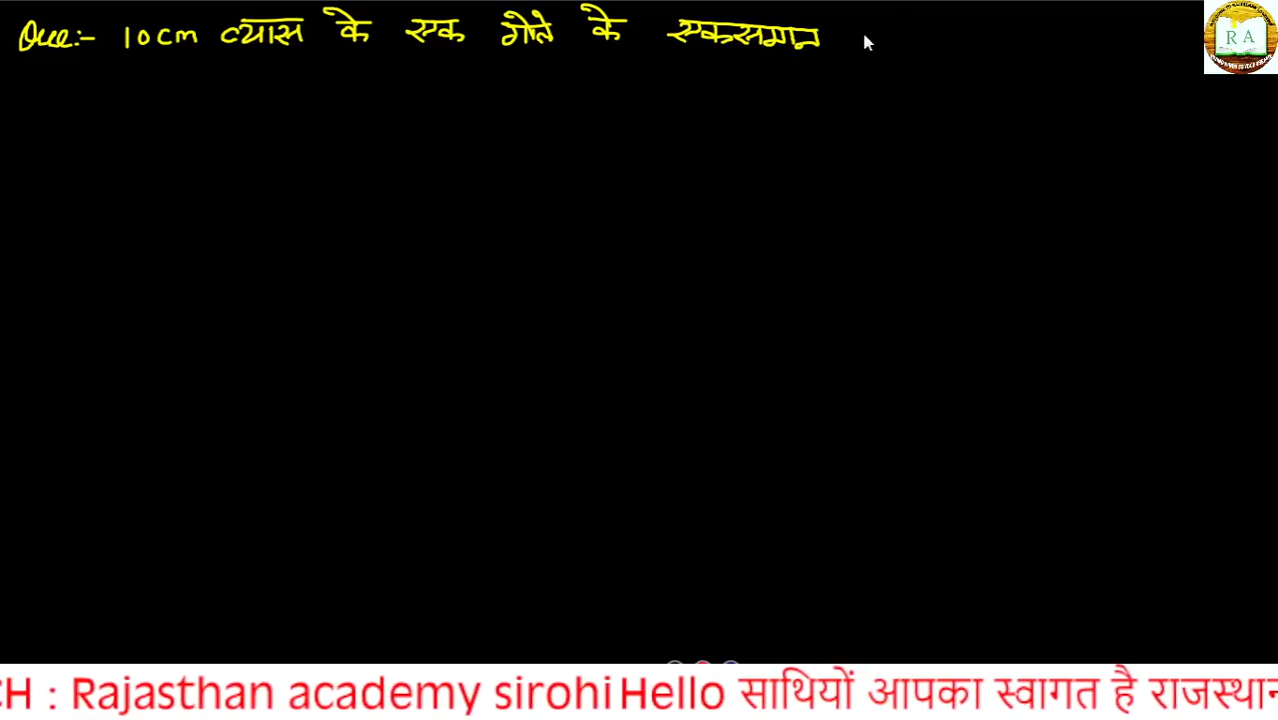 Que:- 10cm व्यास के एक गोले के एकसमान
R A
CH : Rajasthan academy sirohi Hello साथियों आपका स्वागत है राजस्थान